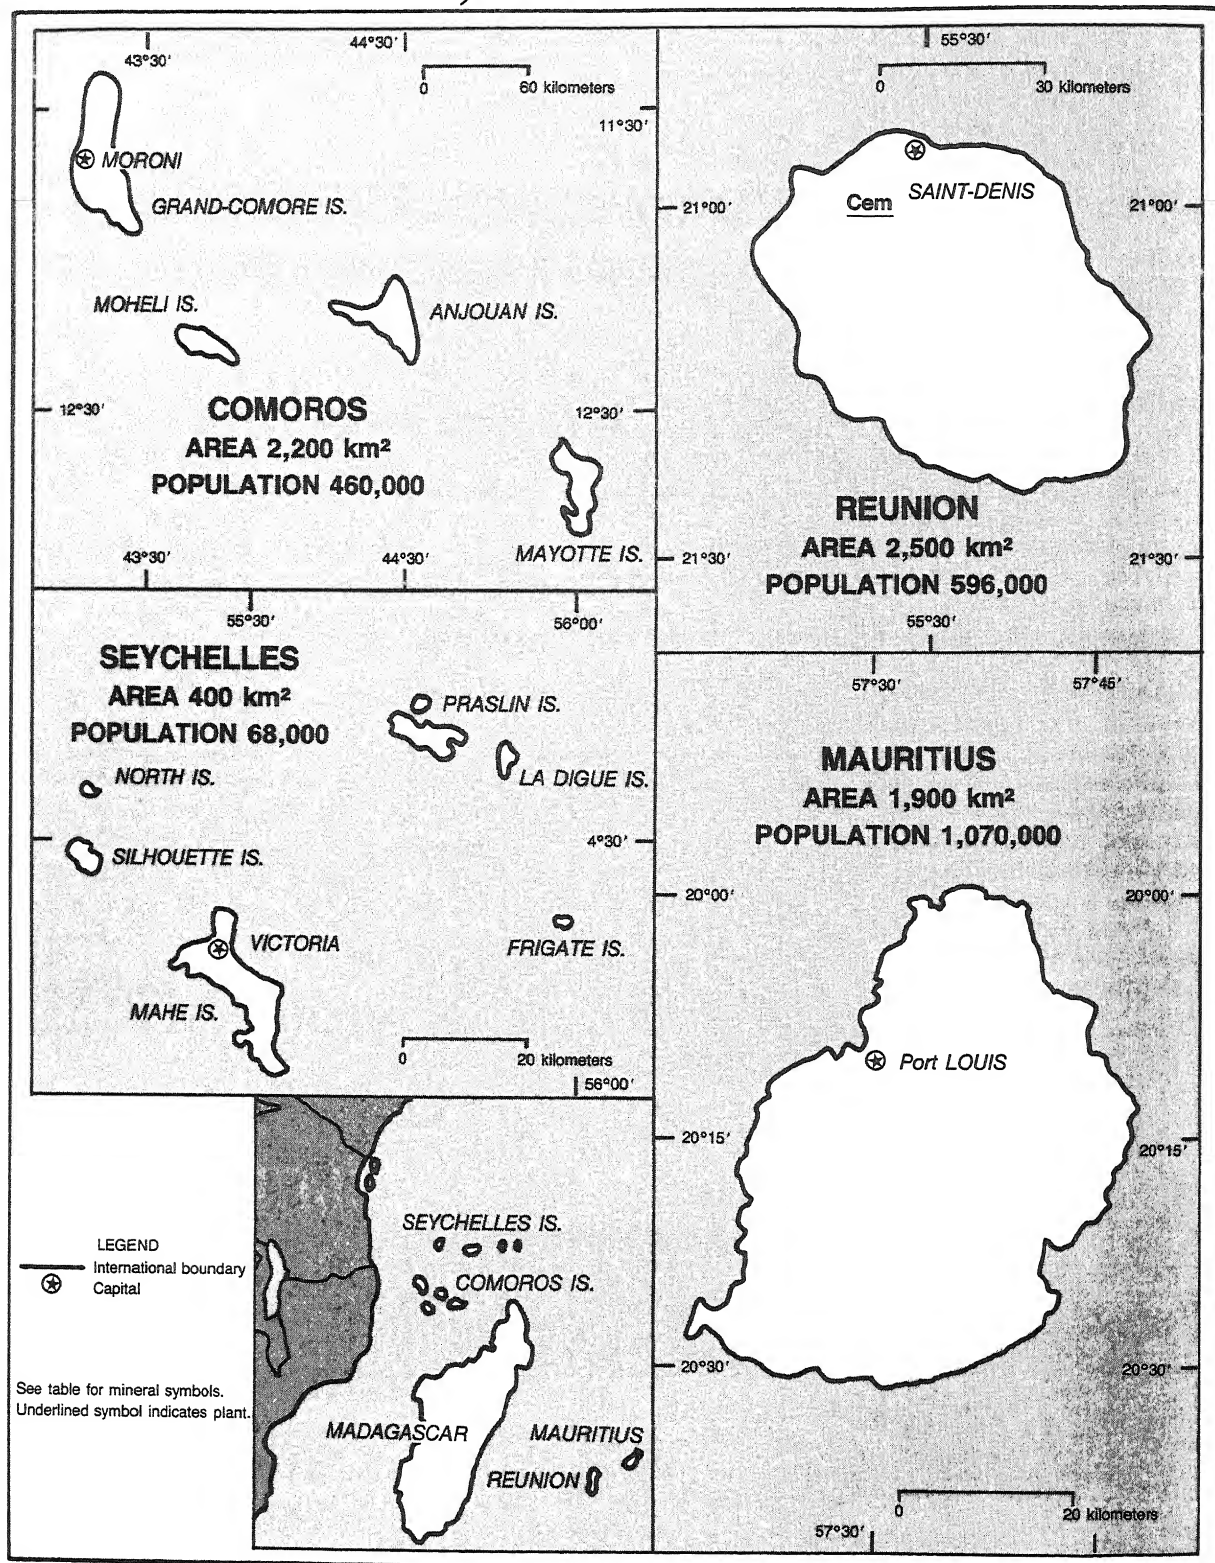 43°30′
44°30′
0 60 kilometers
11°30′
MORONI
GRAND-COMORE IS.
MOHELI IS.
ANJOUAN IS.
12°30′
12°30′
COMOROS
AREA 2,200 km²
POPULATION 460,000
MAYOTTE IS.
43°30′
44°30′
55°30′
0 30 kilometers
SAINT-DENIS
Cem
21°00′
21°00′
REUNION
AREA 2,500 km²
POPULATION 596,000
21°30′
21°30′
55°30′
55°30′
56°00′
SEYCHELLES
AREA 400 km²
POPULATION 68,000
PRASLIN IS.
NORTH IS.
LA DIGUE IS.
4°30′
SILHOUETTE IS.
VICTORIA
FRIGATE IS.
MAHE IS.
0 20 kilometers
56°00′
57°30′
57°45′
MAURITIUS
AREA 1,900 km²
POPULATION 1,070,000
20°00′
20°00′
Port LOUIS
20°15′
20°15′
20°30′
20°30′
0 20 kilometers
57°30′
LEGEND
International boundary
Capital
See table for mineral symbols.
Underlined symbol indicates plant.
SEYCHELLES IS.
COMOROS IS.
MADAGASCAR
MAURITIUS
REUNION